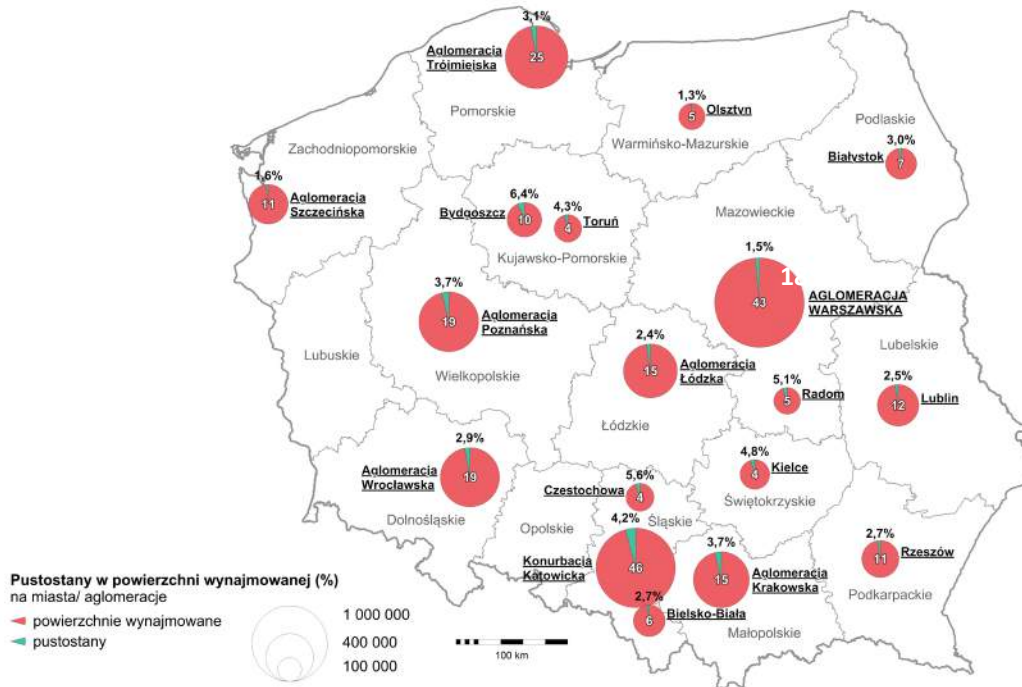 3,1%
Aglomeracja
Trójmiejska
25
Pomorskie
1,3%
5
Olsztyn
Warmińsko-Mazurskie
Podlaskie
3,0%
Białystok
7
Zachodniopomorskie
1,6%
11
Aglomeracja
Szczecińska
6,4%
Bydgoszcz
10
4,3%
4
Toruń
Kujawsko-Pomorskie
Mazowieckie
1,5%
18
43
AGLOMERACJA
WARSZAWSKA
3,7%
19
Aglomeracja
Poznańska
Wielkopolskie
Lubuskie
2,4%
15
Aglomeracja
Łódzka
Łódzkie
5,1%
5
Radom
Lubelskie
2,5%
12
Lublin
2,9%
Aglomeracja
Wrocławska
19
Dolnośląskie
Opolskie
5,6%
Czestochowa
4
Śląskie
4,8%
4
Kielce
Świętokrzyskie
4,2%
Konurbacja
Katowicka
46
3,7%
15
Aglomeracja
Krakowska
2,7%
6
Bielsko-Biała
Małopolskie
2,7%
11
Rzeszów
Podkarpackie
Pustostany w powierzchni wynajmowanej (%)
na miasta/ aglomeracje
powierzchnie wynajmowane
pustostany
1 000 000
400 000
100 000
100 km